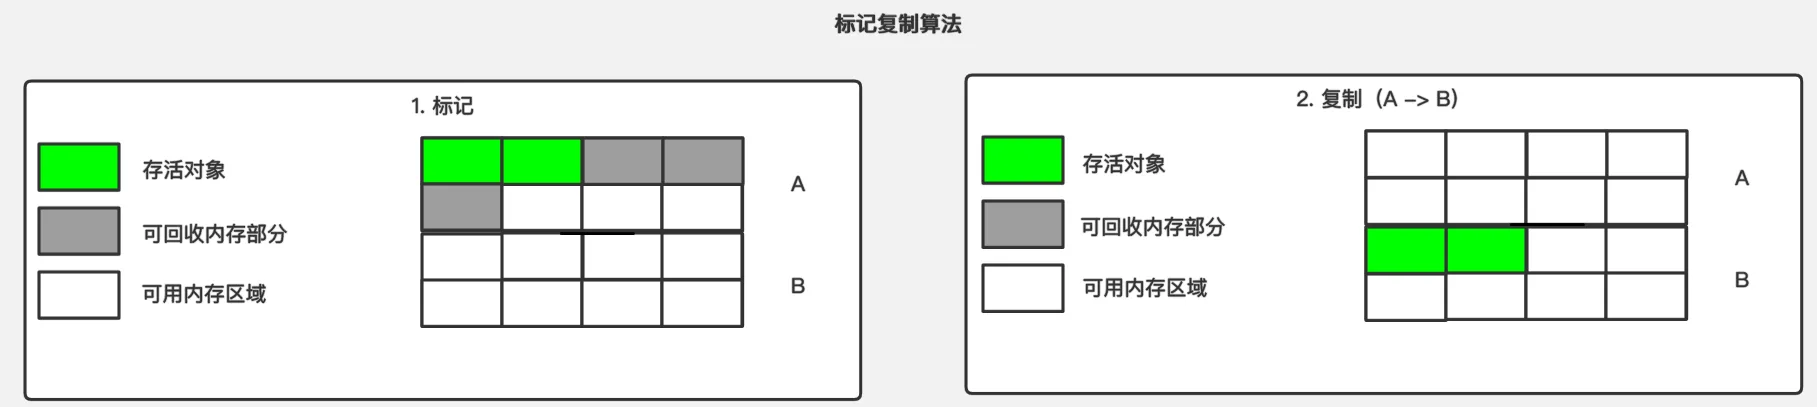 标记复制算法
1. 标记
存活对象
可回收内存部分
可用内存区域
A
B
2. 复制（A –> B)
存活对象
可回收内存部分
可用内存区域
A
B